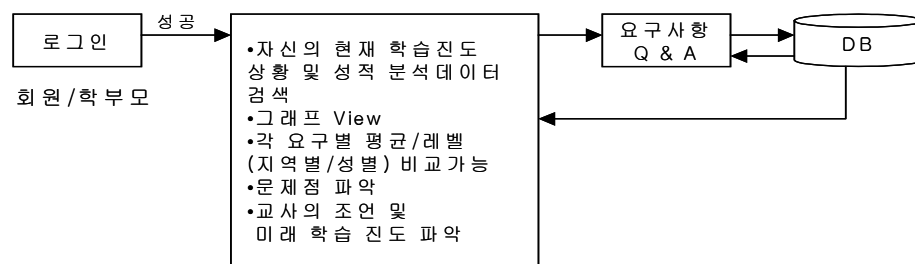 로그인
성공
회원/학부모
•자신의 현재 학습진도
상황 및 성적 분석데이터
검색
•그래프 View
•각 요구별 평균/레벨
(지역별/성별) 비교가능
•문제점 파악
•교사의 조언 및
미래 학습 진도 파악
요구사항
Q & A
DB